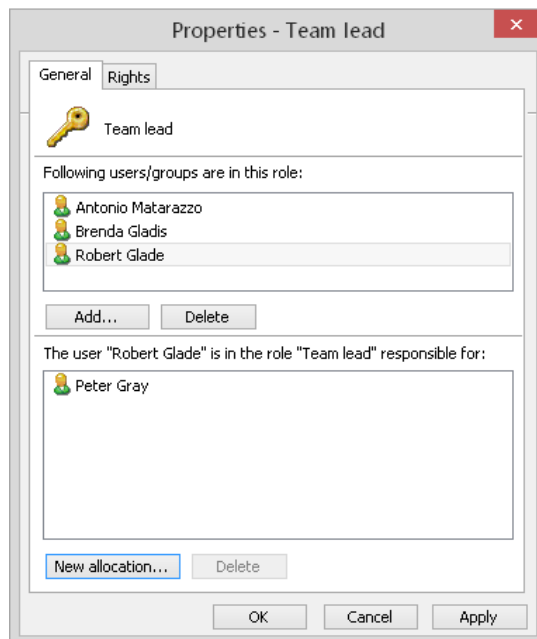 Properties - Team lead
General Rights
Team lead
Following users/groups are in this role:
Antonio Matarazzo
Brenda Gladis
Robert Glade
Add... Delete
The user "Robert Glade" is in the role "Team lead" responsible for:
Peter Gray
New allocation... Delete
OK Cancel Apply